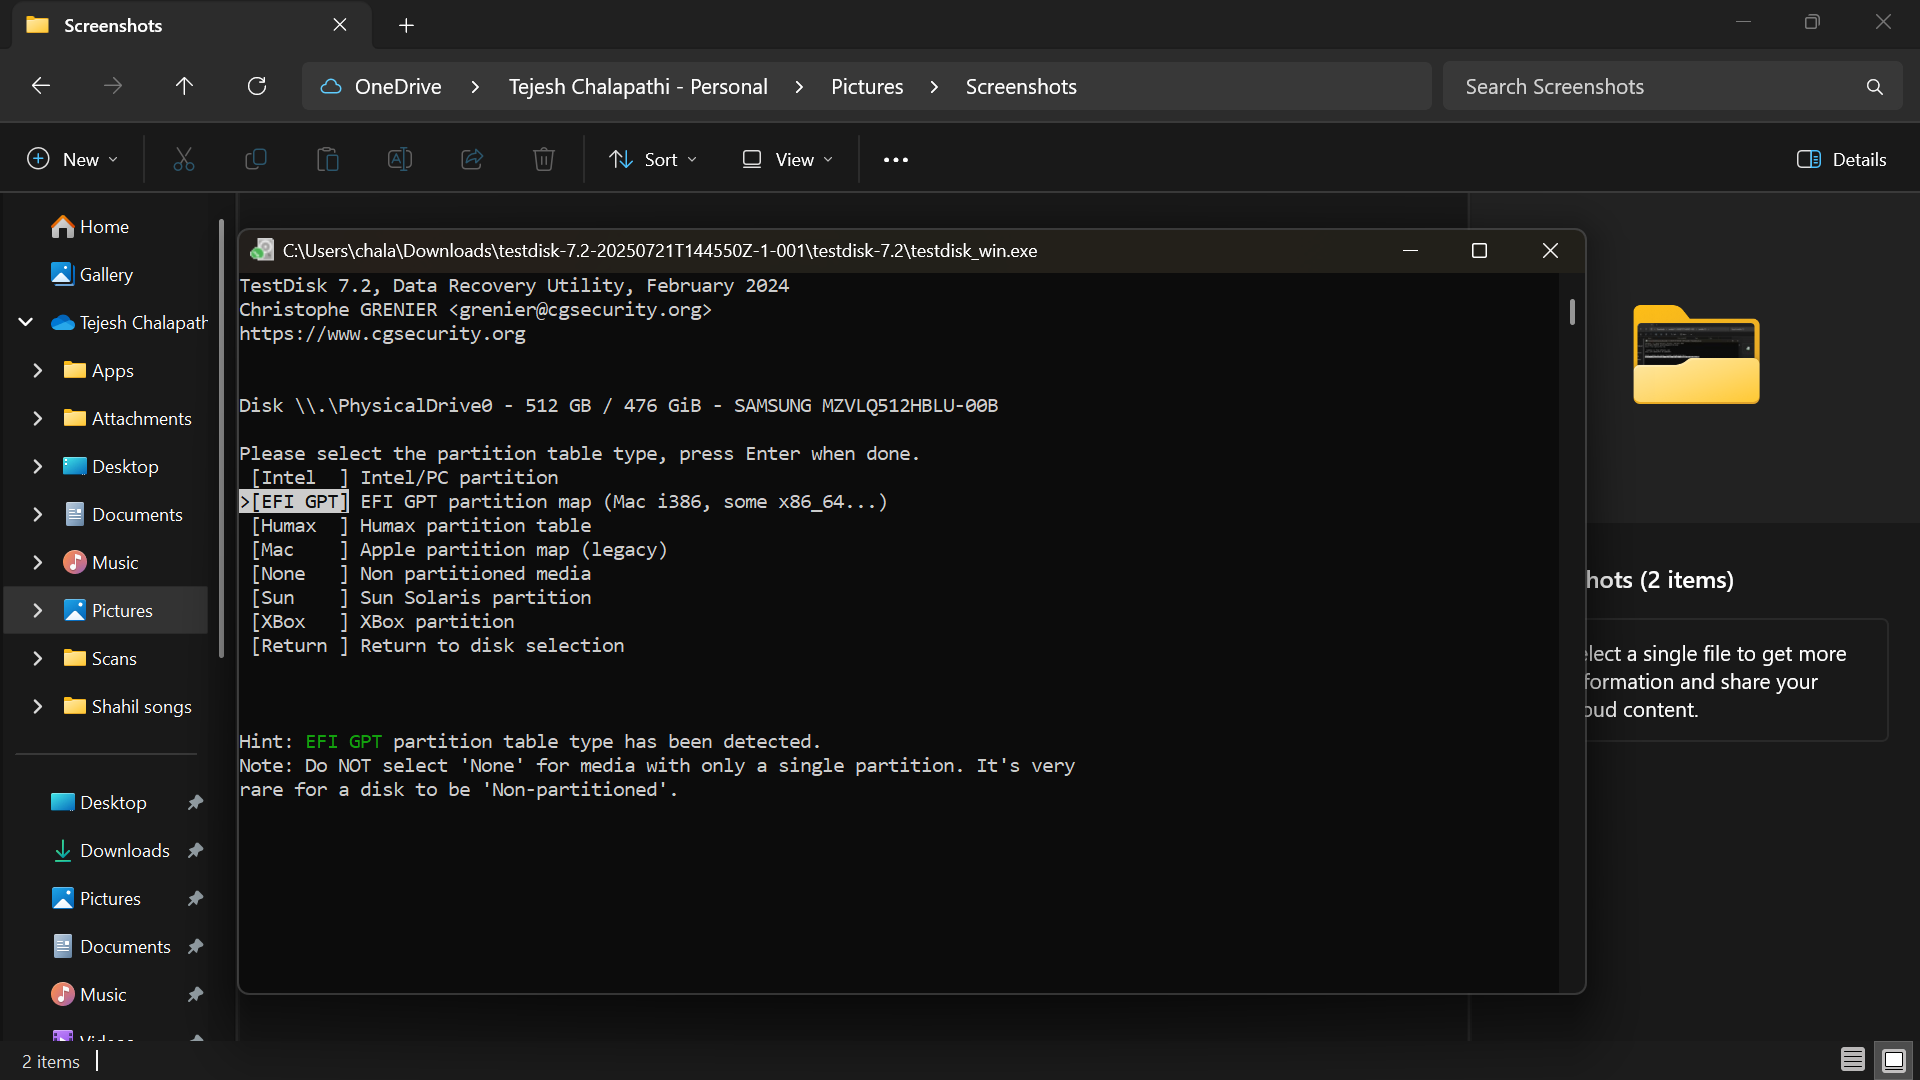 Screenshots
OneDrive > Tejesh Chalapathi - Personal > Pictures > Screenshots
Search Screenshots
New
Sort
View
Details
Home
Gallery
Tejesh Chalapath
Apps
Attachments
Desktop
Documents
Music
Pictures
Scans
Shahil songs
Desktop
Downloads
Pictures
Documents
Music
Videos
2 items
C:\Users\chala\Downloads\testdisk-7.2-20250721T144550Z-1-001\testdisk-7.2\testdisk_win.exe
TestDisk 7.2, Data Recovery Utility, February 2024
Christophe GRENIER <grenier@cgsecurity.org>
https://www.cgsecurity.org
Disk \\.\PhysicalDrive0 - 512 GB / 476 GiB - SAMSUNG MZVLQ512HBLU-00B
Please select the partition table type, press Enter when done.
[Intel  ] Intel/PC partition
>[EFI GPT] EFI GPT partition map (Mac i386, some x86_64...)
[Humax  ] Humax partition table
[Mac    ] Apple partition map (legacy)
[None   ] Non partitioned media
[Sun    ] Sun Solaris partition
[XBox   ] XBox partition
[Return ] Return to disk selection
Hint: EFI GPT partition table type has been detected.
Note: Do NOT select 'None' for media with only a single partition. It's very
rare for a disk to be 'Non-partitioned'.
hots (2 items)
lect a single file to get more
formation and share your
oud content.